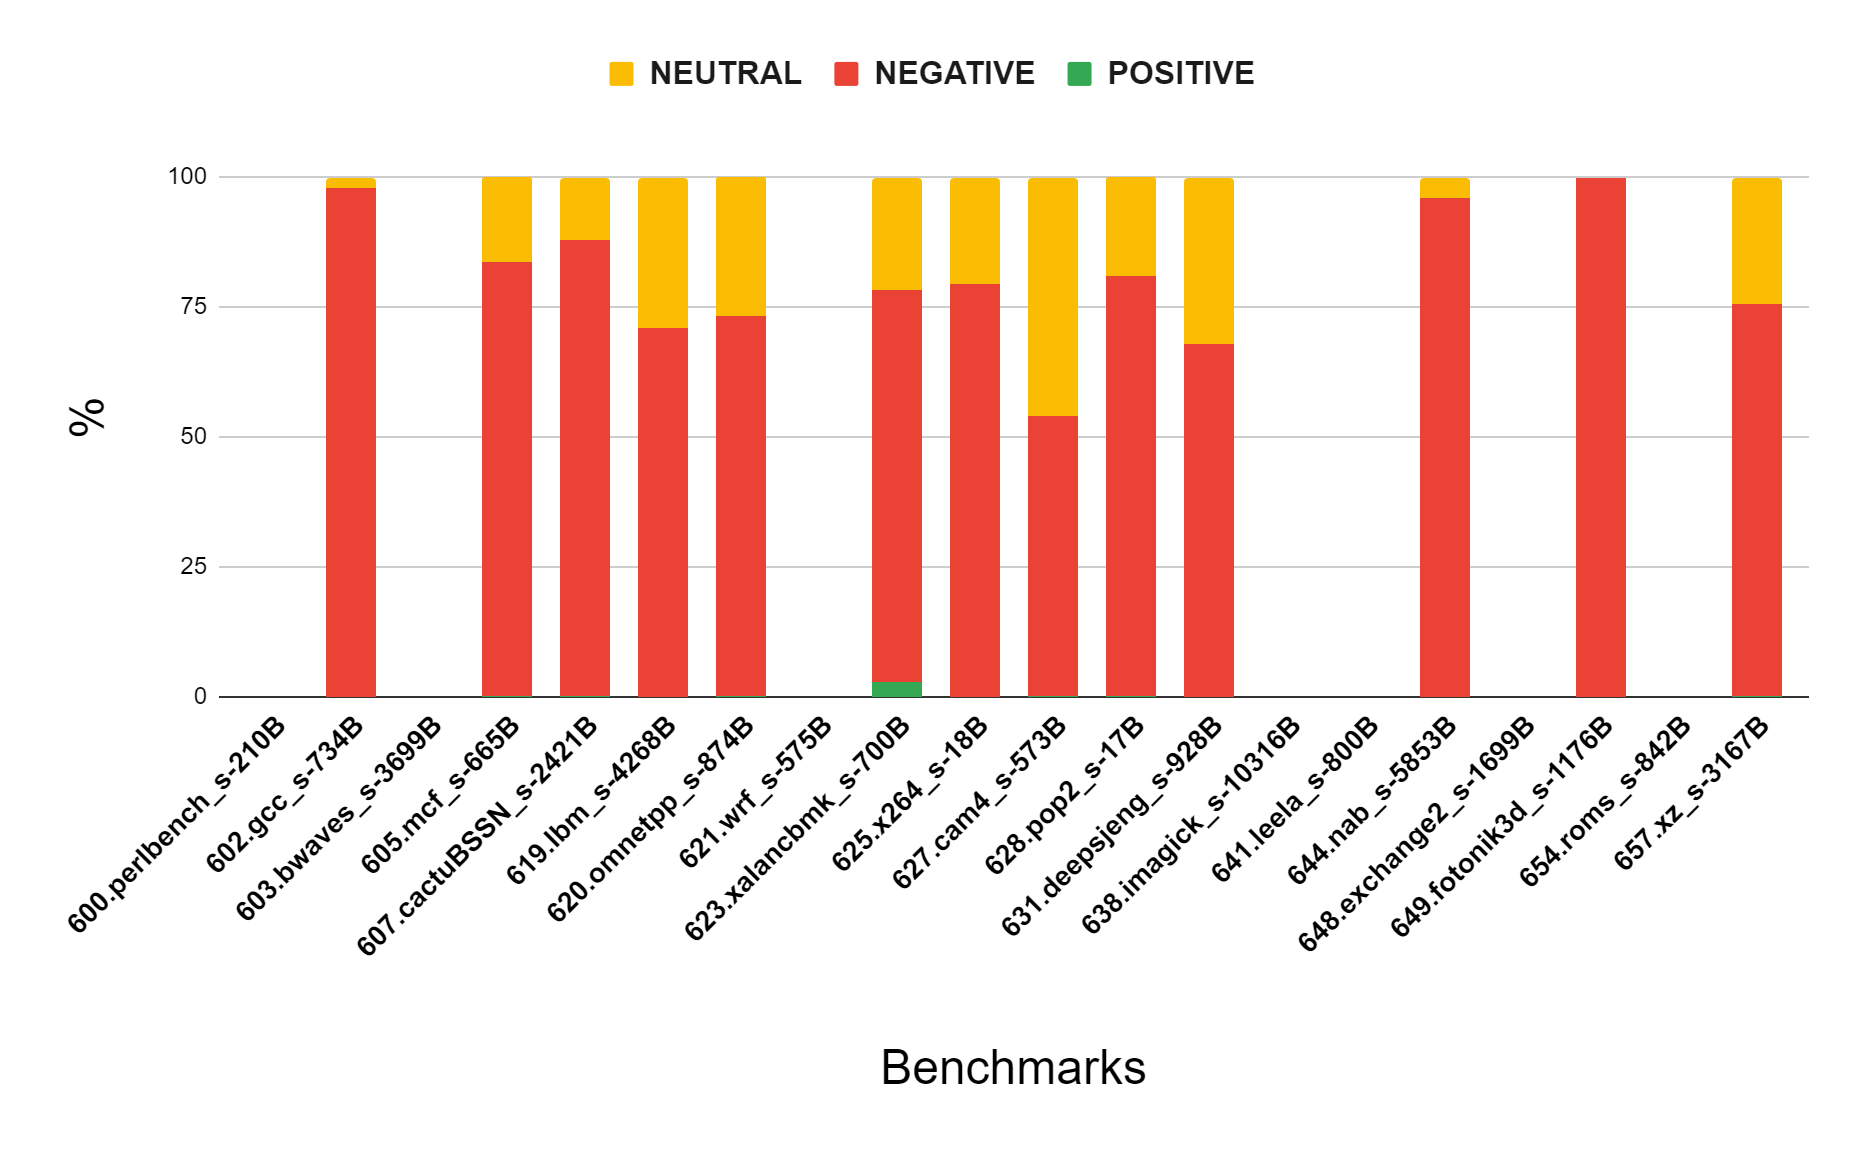 NEUTRAL NEGATIVE POSITIVE
100
75
50
25
0
%
600.perlbench_s-210B
602.gcc_s-734B
603.bwaves_s-3699B
605.mcf_s-665B
607.cactuBSSN_s-2421B
619.lbm_s-4268B
620.omnetpp_s-874B
621.wrf_s-575B
623.xalancbmk_s-700B
625.x264_s-18B
627.cam4_s-573B
628.pop2_s-17B
631.deepsjeng_s-928B
638.imagick_s-10316B
641.leela_s-800B
644.nab_s-5853B
648.exchange2_s-1699B
649.fotonik3d_s-1176B
654.roms_s-842B
657.xz_s-3167B
Benchmarks